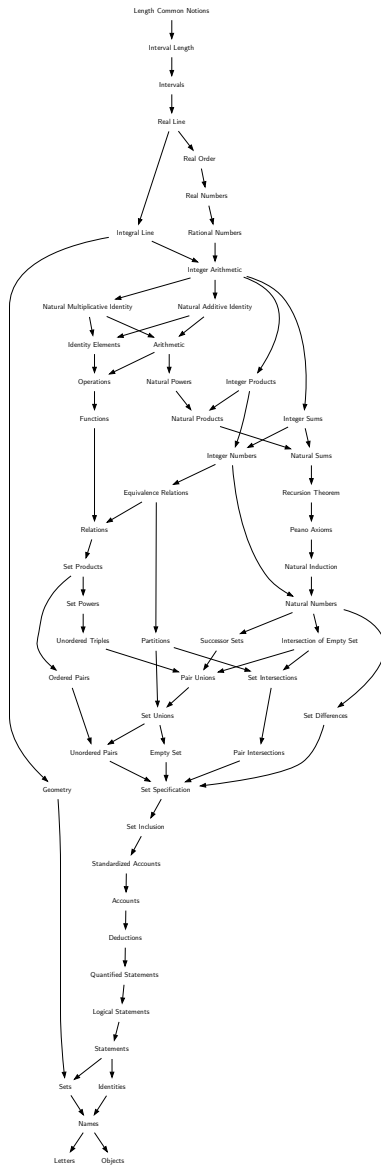 Length Common Notions
Interval Length
Intervals
Real Line
Real Order
Real Numbers
Integral Line
Rational Numbers
Integer Arithmetic
Natural Multiplicative Identity
Natural Additive Identity
Identity Elements
Arithmetic
Operations
Natural Powers
Integer Products
Functions
Natural Products
Integer Sums
Integer Numbers
Natural Sums
Equivalence Relations
Recursion Theorem
Relations
Peano Axioms
Set Products
Natural Induction
Set Powers
Natural Numbers
Unordered Triples
Partitions
Successor Sets
Intersection of Empty Set
Ordered Pairs
Pair Unions
Set Intersections
Set Unions
Set Differences
Unordered Pairs
Empty Set
Pair Intersections
Geometry
Set Specification
Set Inclusion
Standardized Accounts
Accounts
Deductions
Quantified Statements
Logical Statements
Statements
Sets
Identities
Names
Letters
Objects